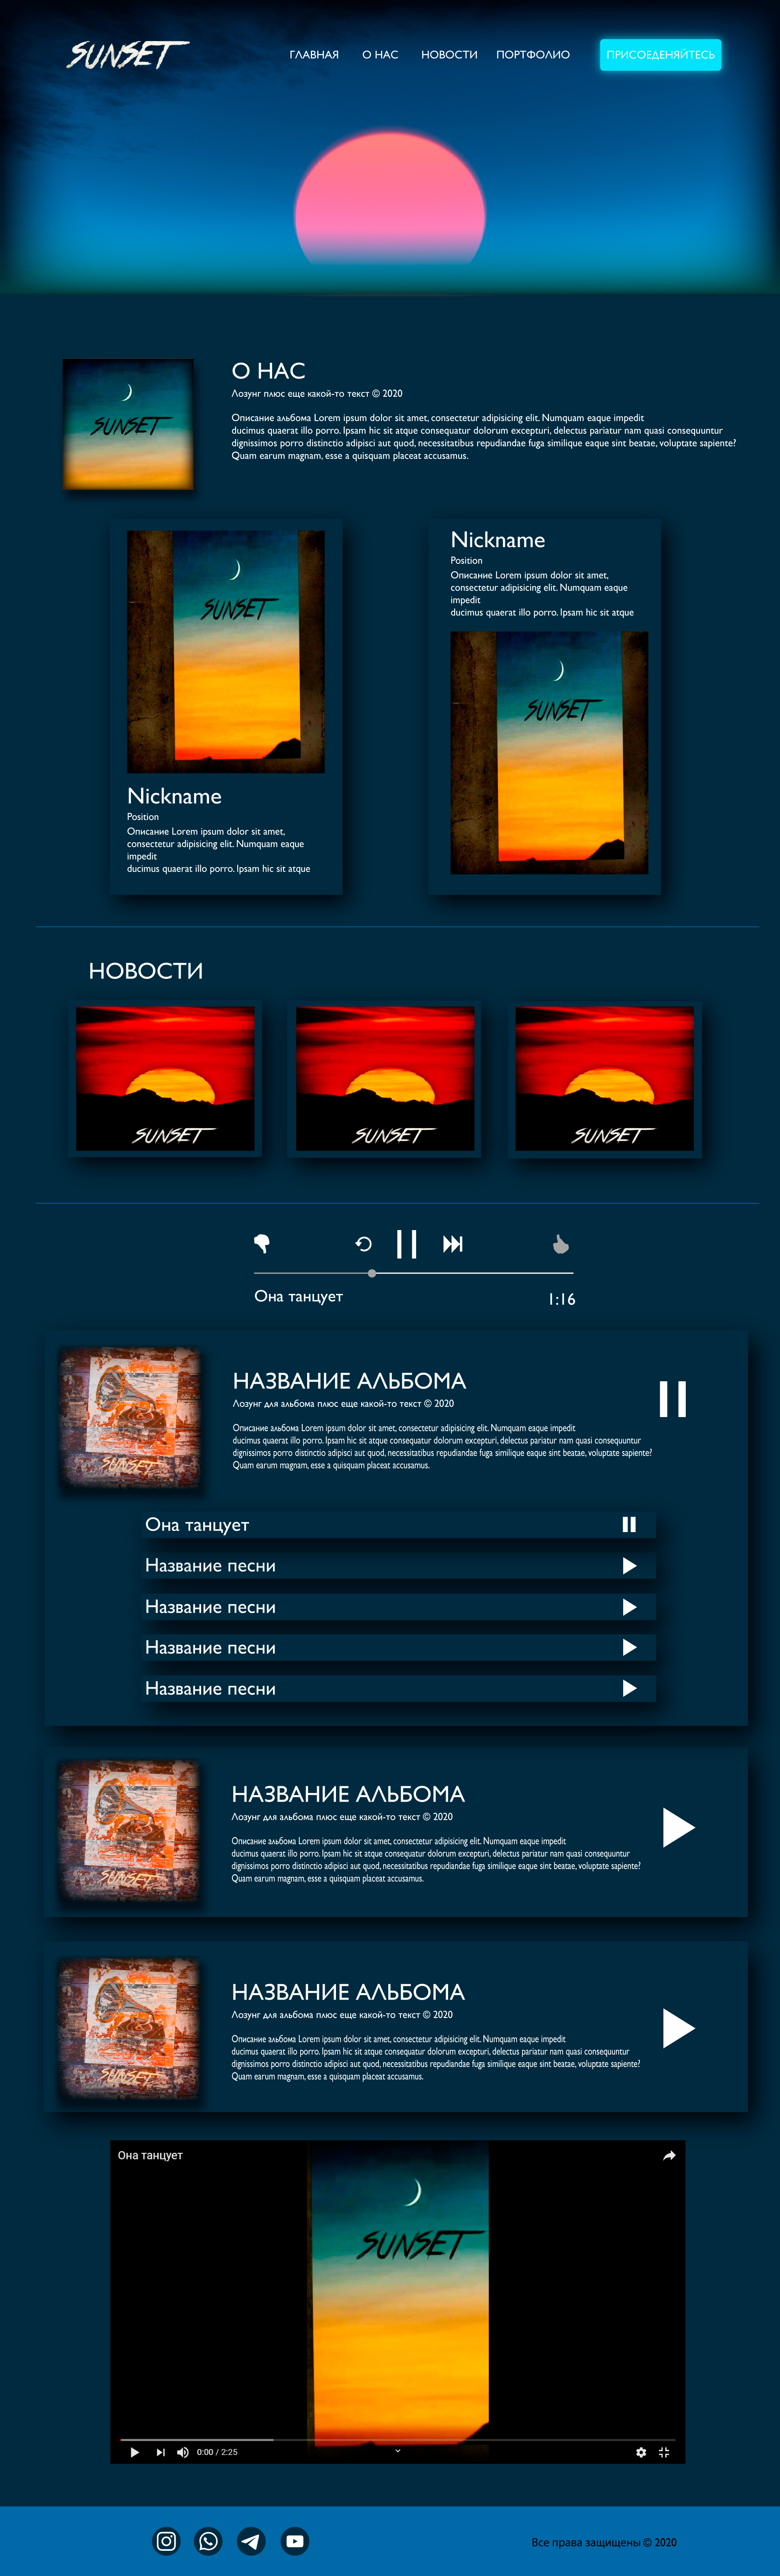 SUNSET
ГЛАВНАЯ О НАС НОВОСТИ ПОРТФОЛИО ПРИСОЕДЕНЯЙТЕСЬ
SUNSET
О НАС
Лозунг плюс еще какой-то текст © 2020
Описание альбома Lorem ipsum dolor sit amet, consectetur adipisicing elit. Numquam eaque impedit
ducimus quaerat illo porro. Ipsam hic sit atque consequatur dolorum excepturi, delectus pariatur nam quasi consequuntur
dignissimos porro distinctio adipisci aut quod, necessitatibus repudiandae fuga similique eaque sint beatae, voluptate sapiente?
Quam earum magnam, esse a quisquam placeat accusamus.
SUNSET
Nickname
Position
Описание Lorem ipsum dolor sit amet,
consectetur adipisicing elit. Numquam eaque
impedit
ducimus quaerat illo porro. Ipsam hic sit atque
Nickname
Position
Описание Lorem ipsum dolor sit amet,
consectetur adipisicing elit. Numquam eaque
impedit
ducimus quaerat illo porro. Ipsam hic sit atque
SUNSET
НОВОСТИ
SUNSET
SUNSET
SUNSET
Она танцует 1:16
НАЗВАНИЕ АЛЬБОМА
Лозунг для альбома плюс еще какой-то текст © 2020
Описание альбома Lorem ipsum dolor sit amet, consectetur adipisicing elit. Numquam eaque impedit
ducimus quaerat illo porro. Ipsam hic sit atque consequatur dolorum excepturi, delectus pariatur nam quasi consequuntur
dignissimos porro distinctio adipisci aut quod, necessitatibus repudiandae fuga similique eaque sint beatae, voluptate sapiente?
Quam earum magnam, esse a quisquam placeat accusamus.
SUNSET
Она танцует
Название песни
Название песни
Название песни
Название песни
НАЗВАНИЕ АЛЬБОМА
Лозунг для альбома плюс еще какой-то текст © 2020
Описание альбома Lorem ipsum dolor sit amet, consectetur adipisicing elit. Numquam eaque impedit
ducimus quaerat illo porro. Ipsam hic sit atque consequatur dolorum excepturi, delectus pariatur nam quasi consequuntur
dignissimos porro distinctio adipisci aut quod, necessitatibus repudiandae fuga similique eaque sint beatae, voluptate sapiente?
Quam earum magnam, esse a quisquam placeat accusamus.
SUNSET
НАЗВАНИЕ АЛЬБОМА
Лозунг для альбома плюс еще какой-то текст © 2020
Описание альбома Lorem ipsum dolor sit amet, consectetur adipisicing elit. Numquam eaque impedit
ducimus quaerat illo porro. Ipsam hic sit atque consequatur dolorum excepturi, delectus pariatur nam quasi consequuntur
dignissimos porro distinctio adipisci aut quod, necessitatibus repudiandae fuga similique eaque sint beatae, voluptate sapiente?
Quam earum magnam, esse a quisquam placeat accusamus.
SUNSET
Она танцует
SUNSET
0:00 / 2:25
Все права защищены © 2020